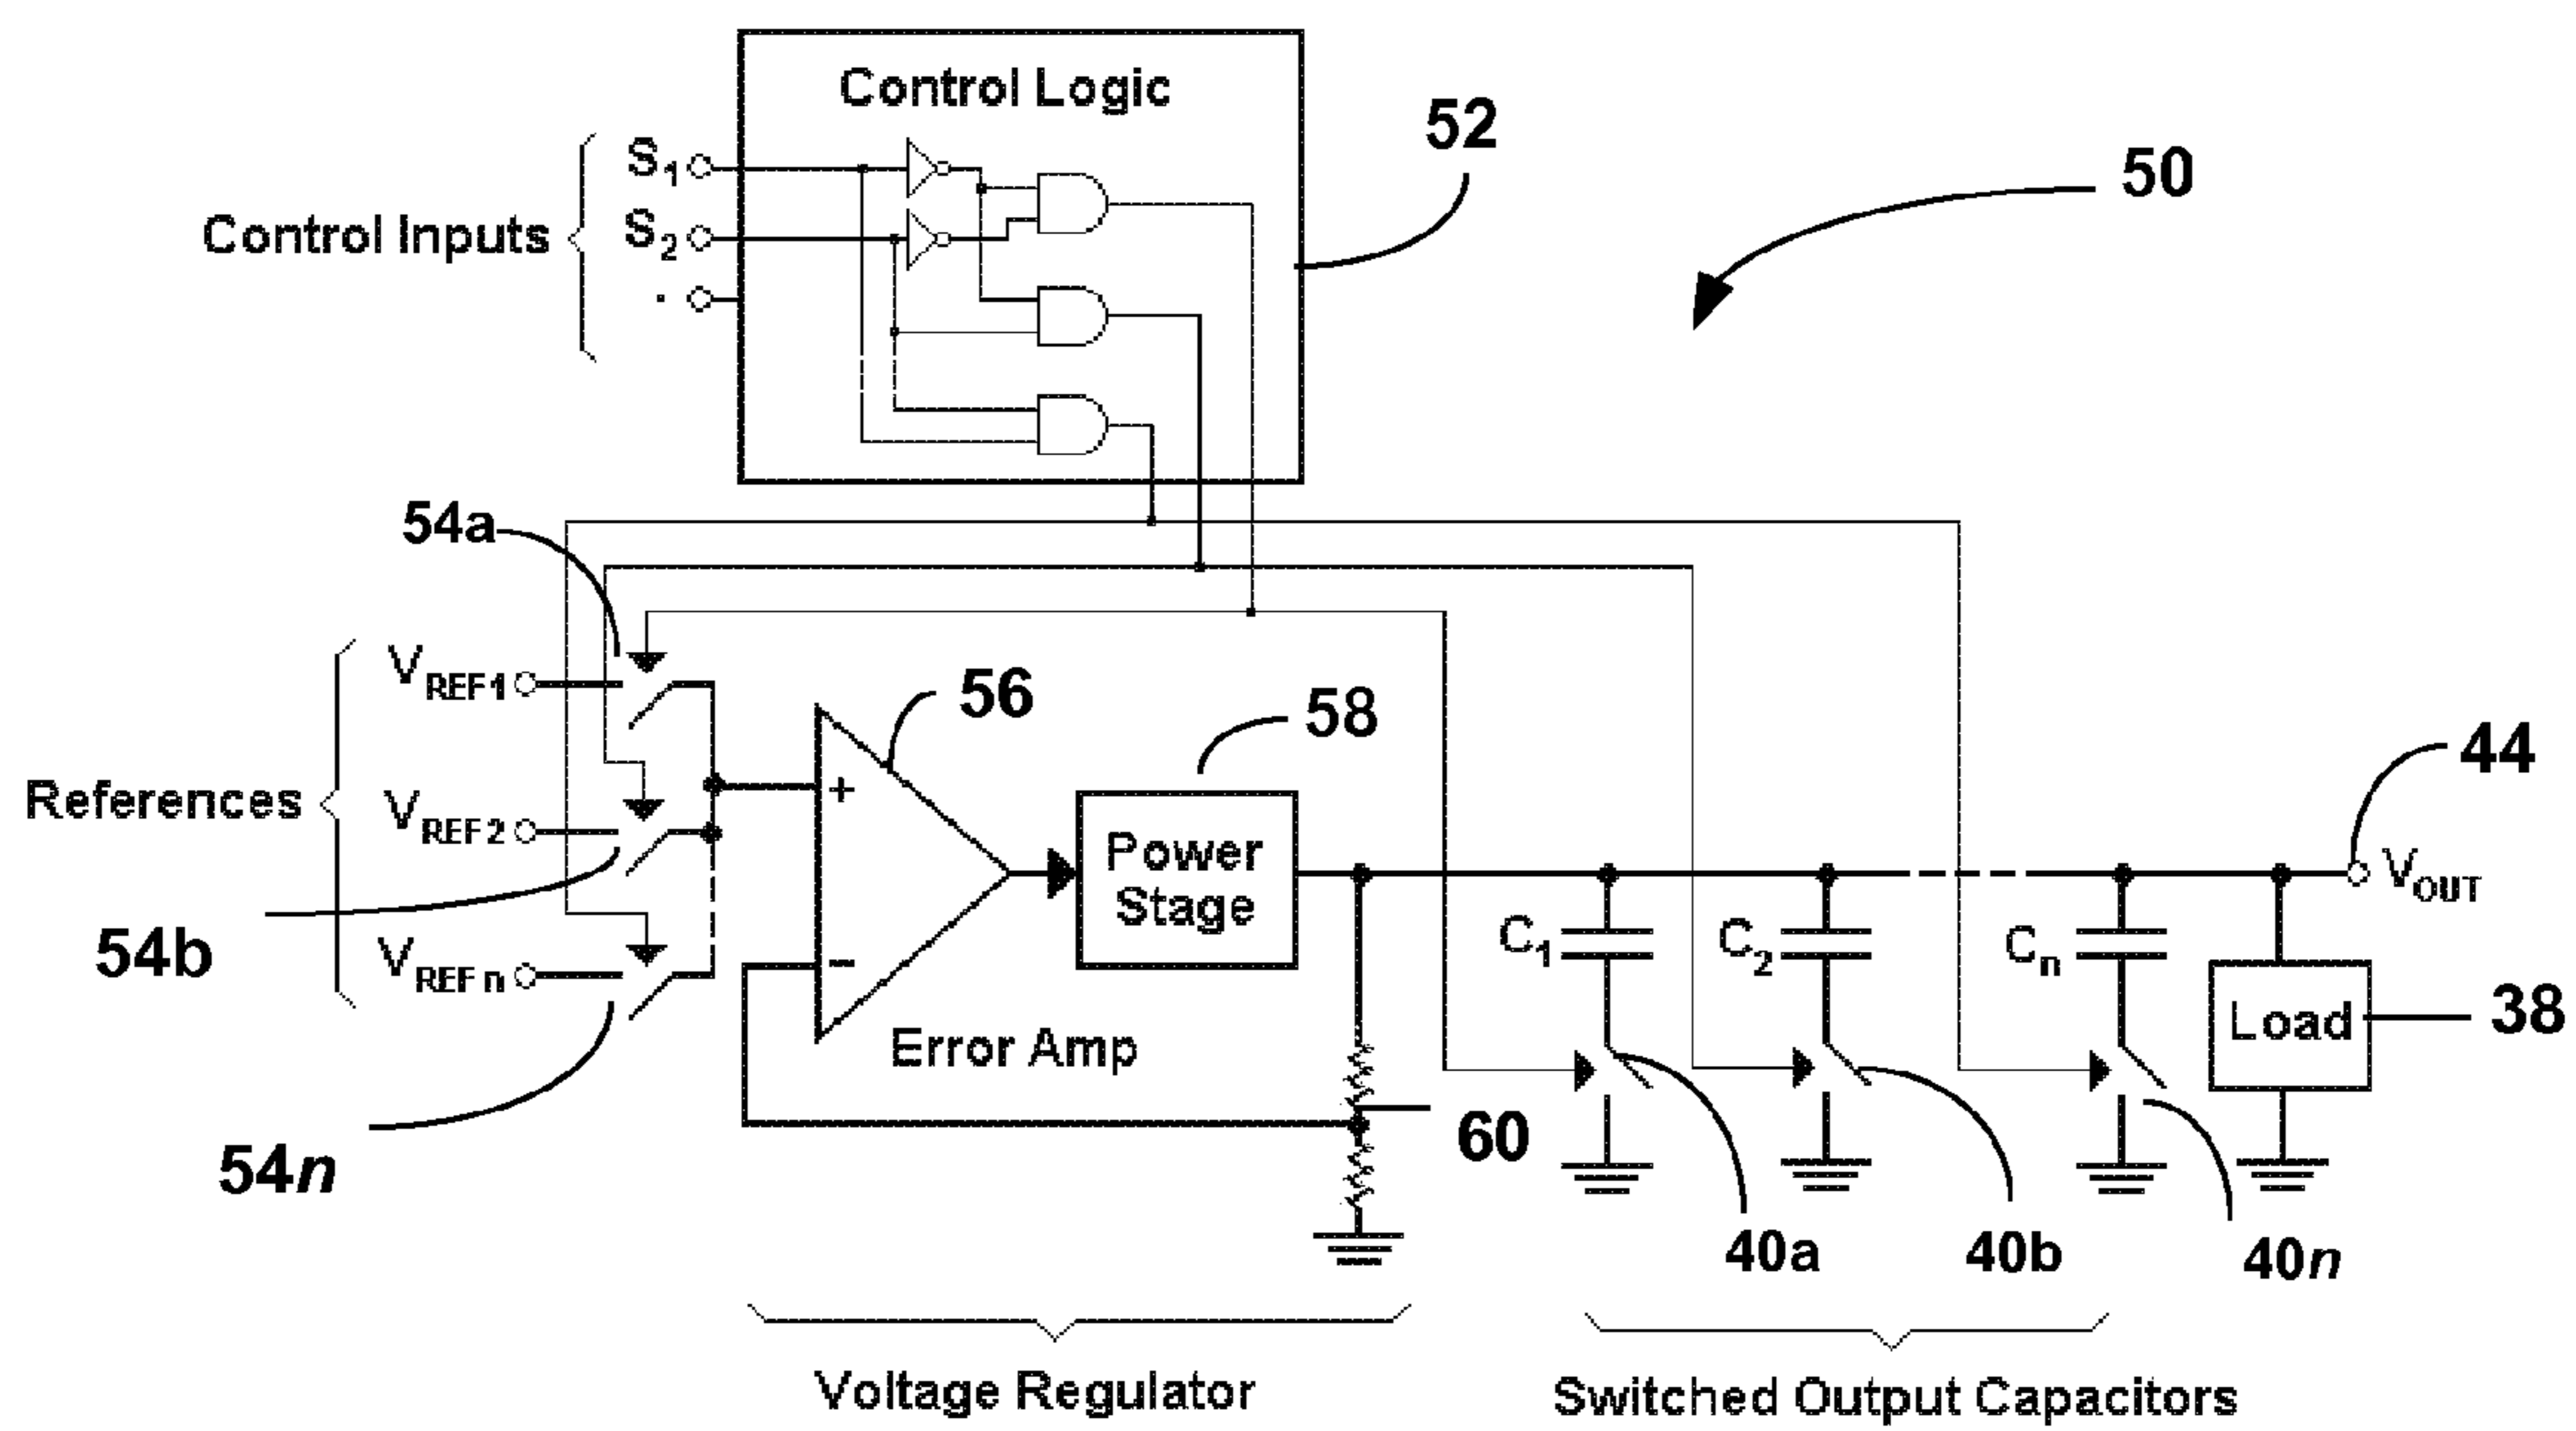 Control Logic
52
50
Control Inputs
S1
S2
.
54a
References
VREF1
VREF2
VREFn
54b
54n
+
-
56
Error Amp
58
Power
Stage
60
44
VOUT
C1
C2
Cn
Load
38
40a
40b
40n
Voltage Regulator
Switched Output Capacitors